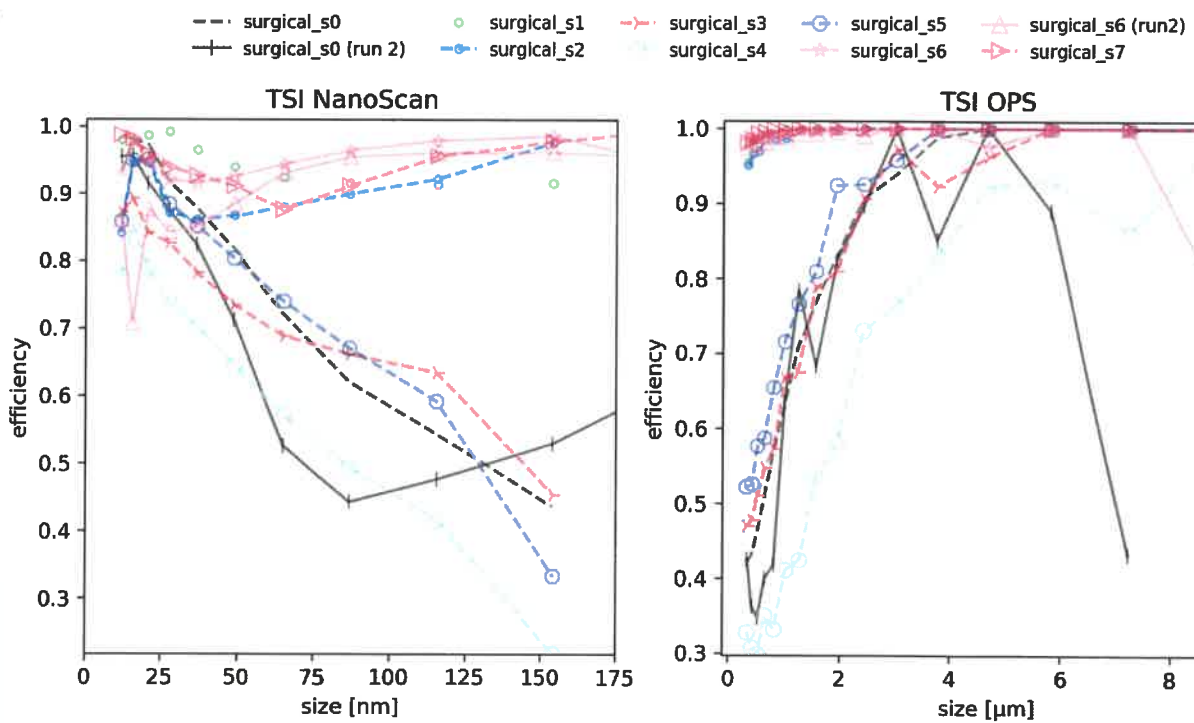 surgical_s0
surgical_s0 (run 2)
surgical_s1
surgical_s2
surgical_s3
surgical_s4
surgical_s5
surgical_s6
surgical_s6 (run2)
surgical_s7
TSI NanoScan
1.0
0.9
0.8
0.7
0.6
0.5
0.4
0.3
efficiency
0
25
50
75
100
125
150
175
size [nm]
TSI OPS
1.0
0.9
0.8
0.7
0.6
0.5
0.4
0.3
efficiency
0
2
4
6
8
size [μm]